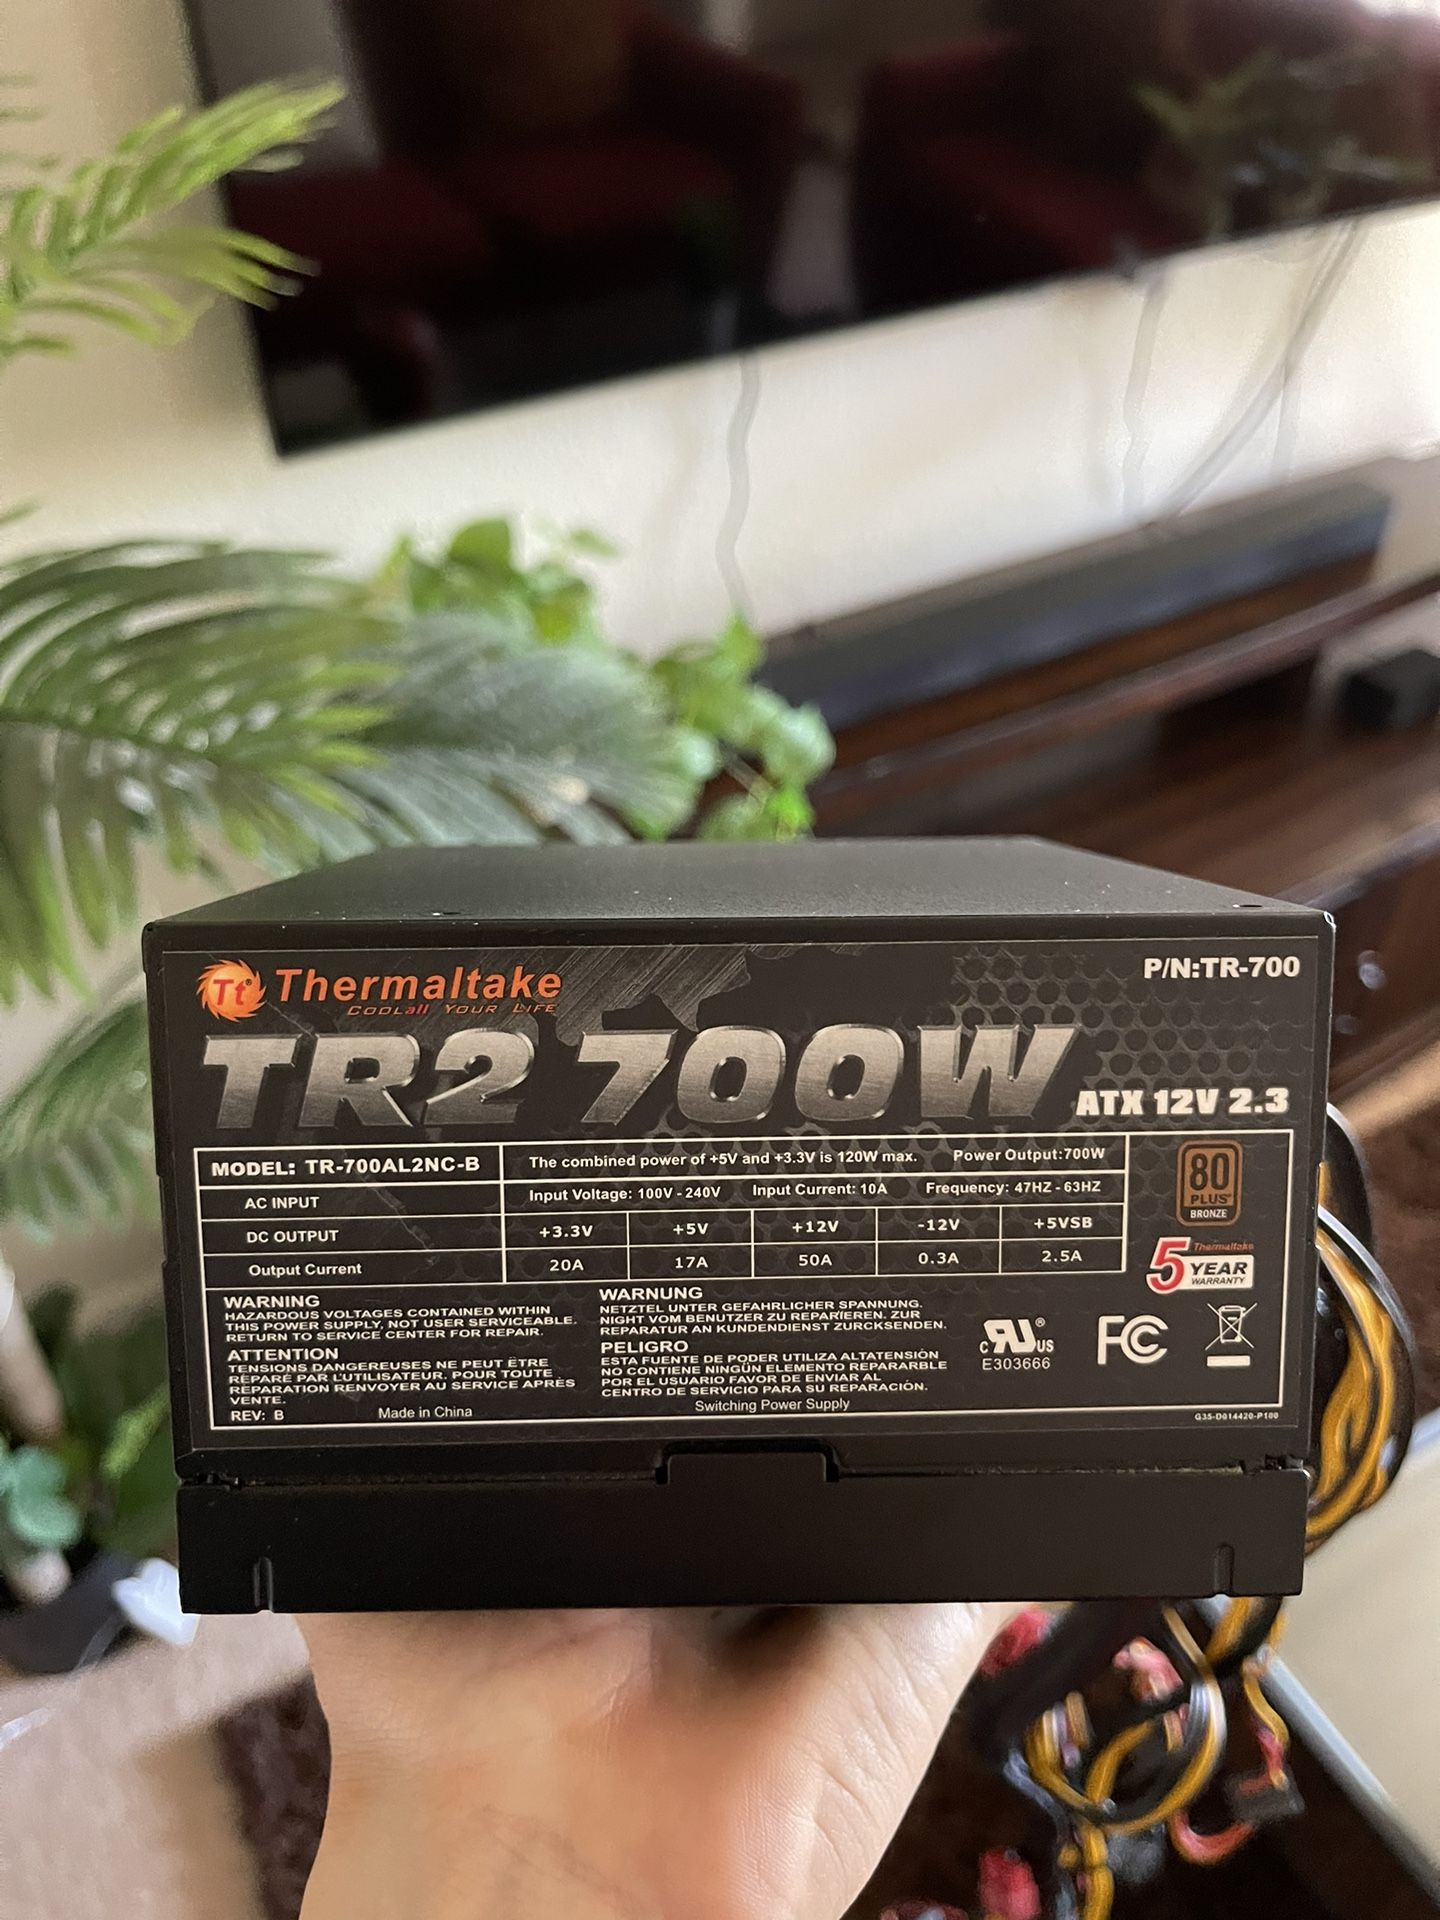 Tt® Thermaltake
COOLall YOUR LIFE
P/N:TR-700
TR2 700W
ATX 12V 2.3
MODEL: TR-700AL2NC-B The combined power of +5V and +3.3V is 120W max. Power Output:700W
AC INPUT Input Voltage: 100V - 240V Input Current: 10A Frequency: 47HZ - 63HZ
DC OUTPUT +3.3V +5V +12V -12V +5VSB
Output Current 20A 17A 50A 0.3A 2.5A
80
PLUS®
BRONZE
Thermaltake
5 YEAR
WARRANTY
WARNING
HAZARDOUS VOLTAGES CONTAINED WITHIN
THIS POWER SUPPLY, NOT USER SERVICEABLE.
RETURN TO SERVICE CENTER FOR REPAIR.
ATTENTION
TENSIONS DANGEREUSES NE PEUT ÊTRE
RÉPARÉ PAR L'UTILISATEUR. POUR TOUTE
RÉPARATION RENVOYER AU SERVICE APRÈS
VENTE.
REV: B
Made in China
WARNUNG
NETZTEL UNTER GEFAHRLICHER SPANNUNG.
NIGHT VOM BENUTZER ZU REPARIEREN. ZUR
REPARATUR AN KUNDENDIENST ZURCKSENDEN.
PELIGRO
ESTA FUENTE DE PODER UTILIZA ALTATENSIÓN
NO CONTIENE NINGÚN ELEMENTO REPARARBLE
POR EL USUARIO FAVOR DE ENVIAR AL
CENTRO DE SERVICIO PARA SU REPARACIÓN.
Switching Power Supply
c RU® US
E303666
FC
G35-D014420-P100